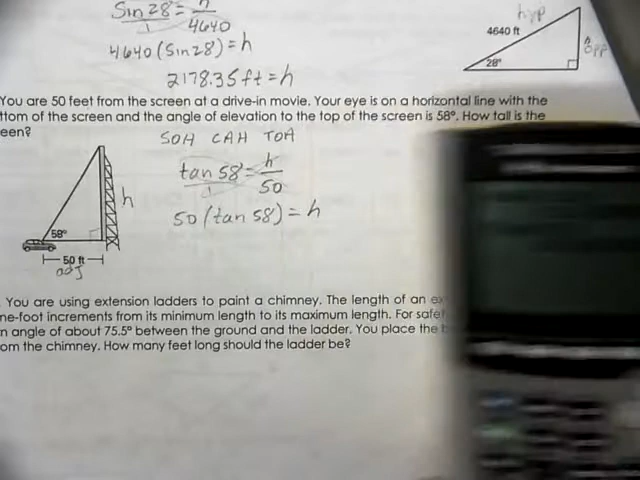 Sin 28° = h
1 4640
4640 (Sin 28) = h
2178.35 ft = h
hyp
4640 ft
opp
28°
You are 50 feet from the screen at a drive-in movie. Your eye is on a horizontal line with the
ttom of the screen and the angle of elevation to the top of the screen is 58°. How tall is the
een?
SOH CAH TOA
tan 58° = h
1 50
50 (tan 58) = h
h
58°
50 ft
adj
You are using extension ladders to paint a chimney. The length of an
ne-foot increments from its minimum length to its maximum length. For
n angle of about 75.5° between the ground and the ladder. You place the
om the chimney. How many feet long should the ladder be?